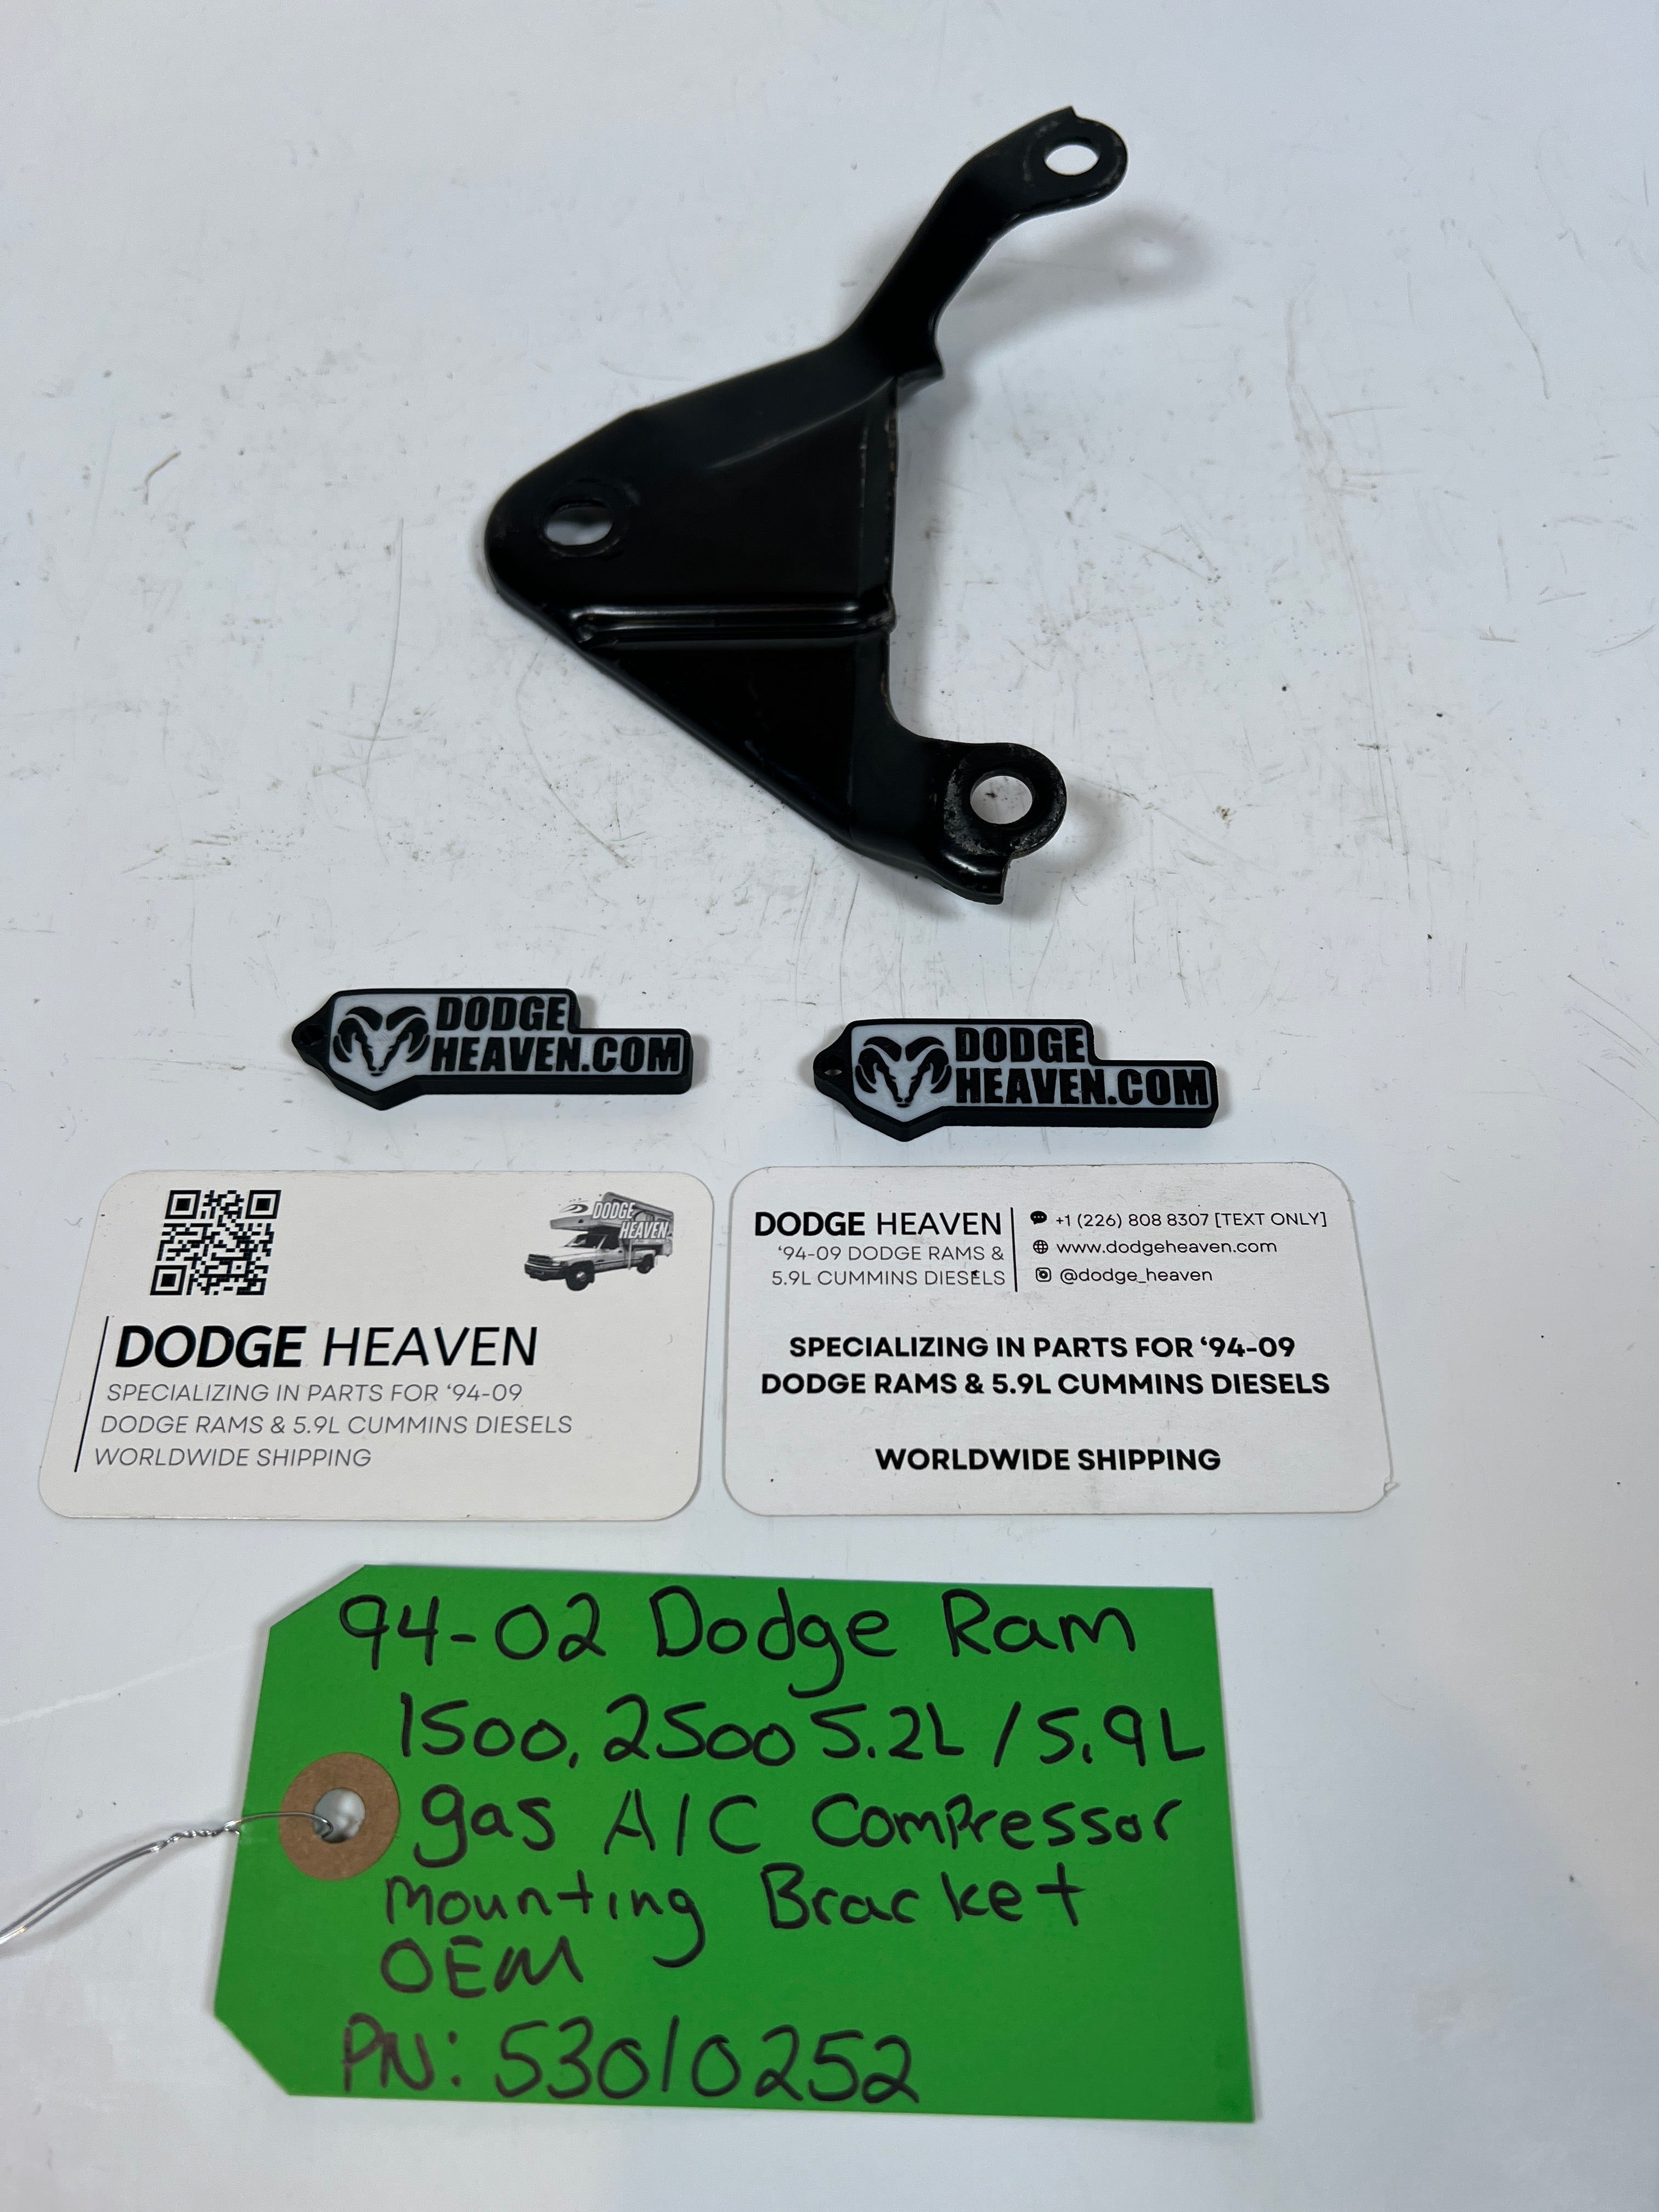 DODGE
HEAVEN.COM
DODGE
HEAVEN.COM
DODGE
HEAVEN
DODGE HEAVEN
SPECIALIZING IN PARTS FOR ‘94-09
DODGE RAMS & 5.9L CUMMINS DIESELS
WORLDWIDE SHIPPING
DODGE HEAVEN
‘94-09 DODGE RAMS &
5.9L CUMMINS DIESELS
+1 (226) 808 8307 [TEXT ONLY]
www.dodgeheaven.com
@dodge_heaven
SPECIALIZING IN PARTS FOR ‘94-09
DODGE RAMS & 5.9L CUMMINS DIESELS
WORLDWIDE SHIPPING
94-02 Dodge Ram
1500, 2500 5.2L / 5.9L
gas A/C Compressor
Mounting Bracket
OEM
PN: 53010252